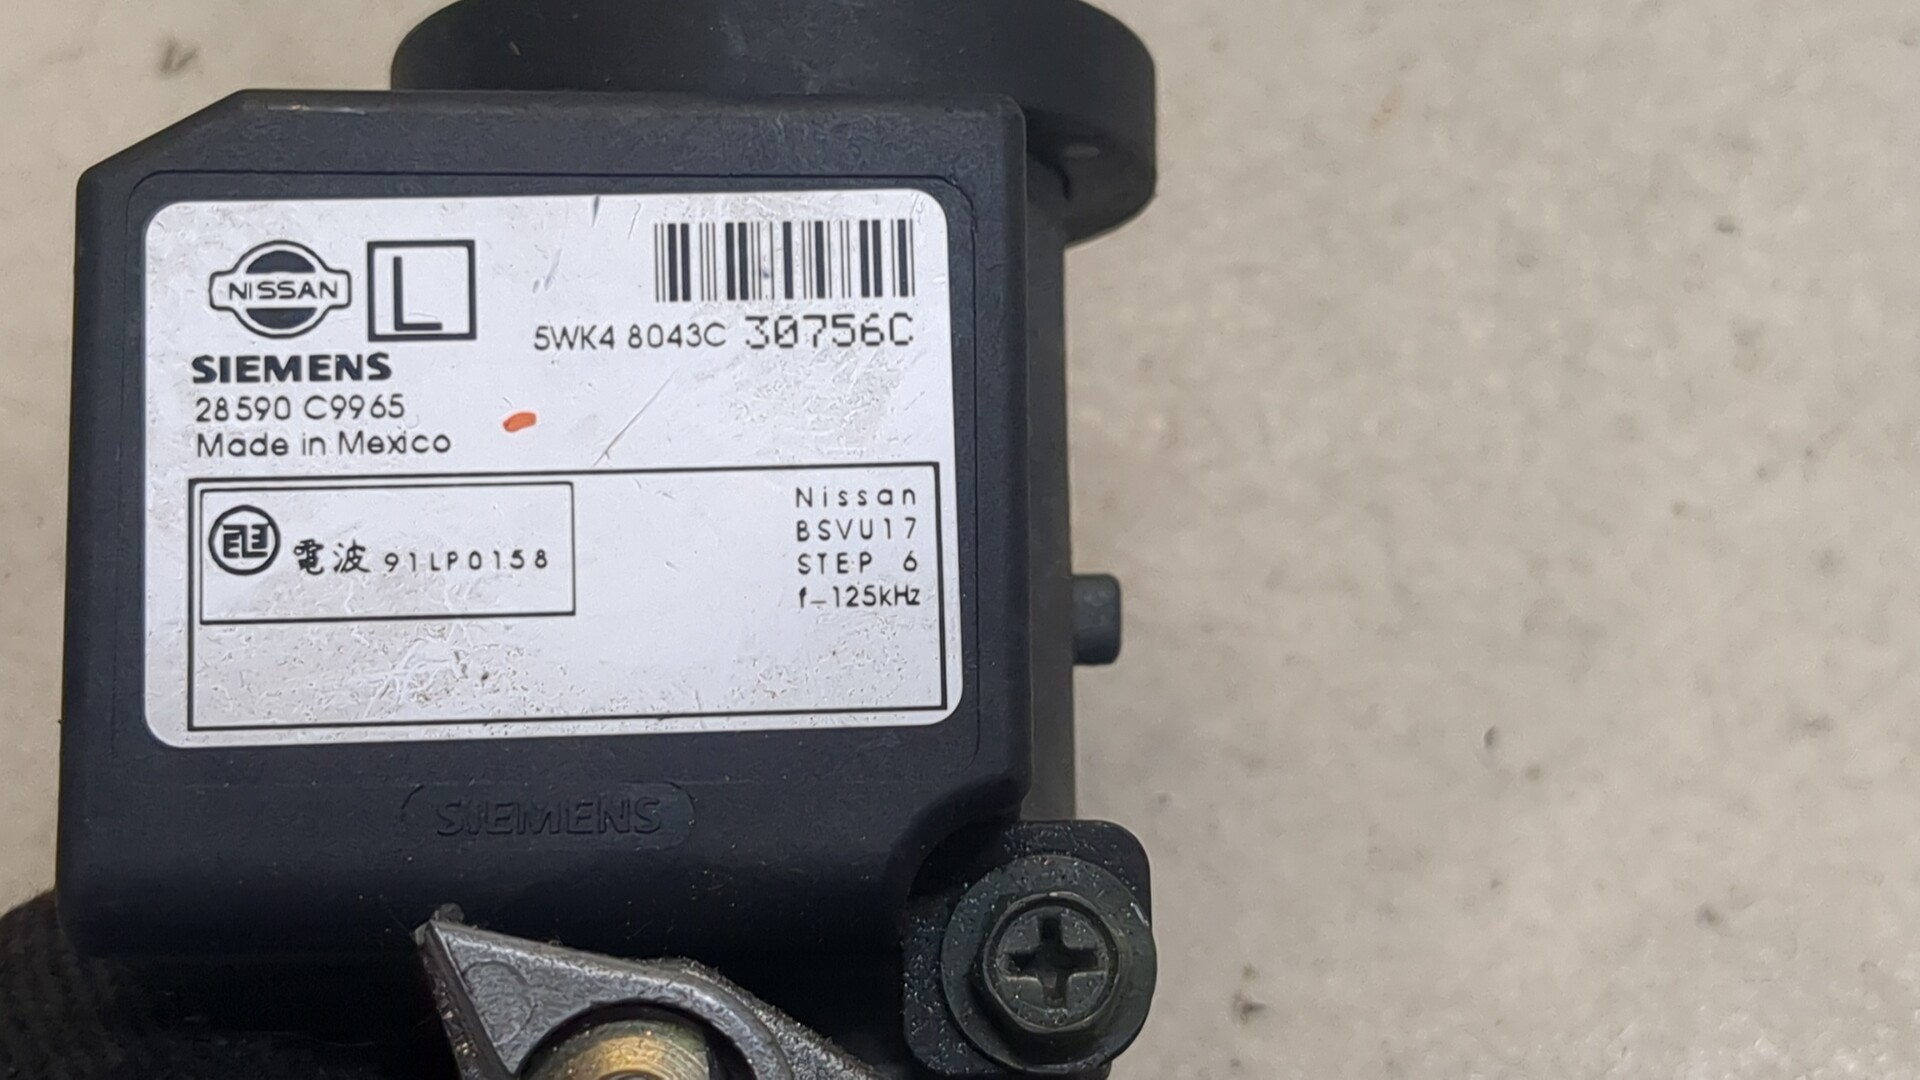 NISSAN L
5WK4 8043C 30756C
SIEMENS
28590 C9965
Made in Mexico
電波 91LP0158
Nissan
BSVU17
STEP 6
f-125kHz
SIEMENS